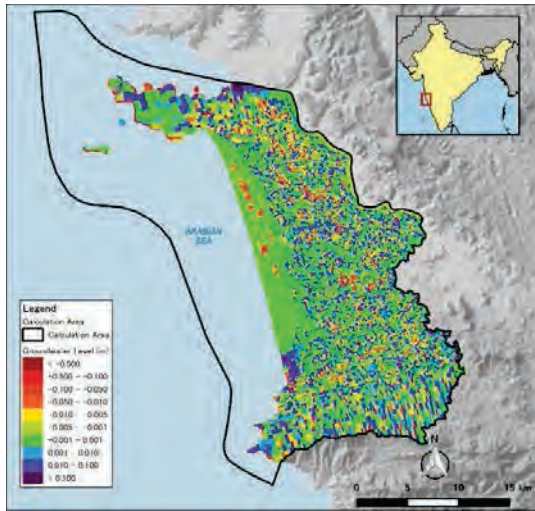 ARABIAN
SEA
Legend
Calculation Area
Calculation Area
Groundwater Level (m)
< -0.500
-0.500 - -0.100
-0.100 - -0.050
-0.050 - -0.010
-0.010 - -0.005
-0.005 - -0.001
-0.001 - 0.001
0.001 - 0.010
0.010 - 0.100
> 0.100
N
0 5 10 15 km